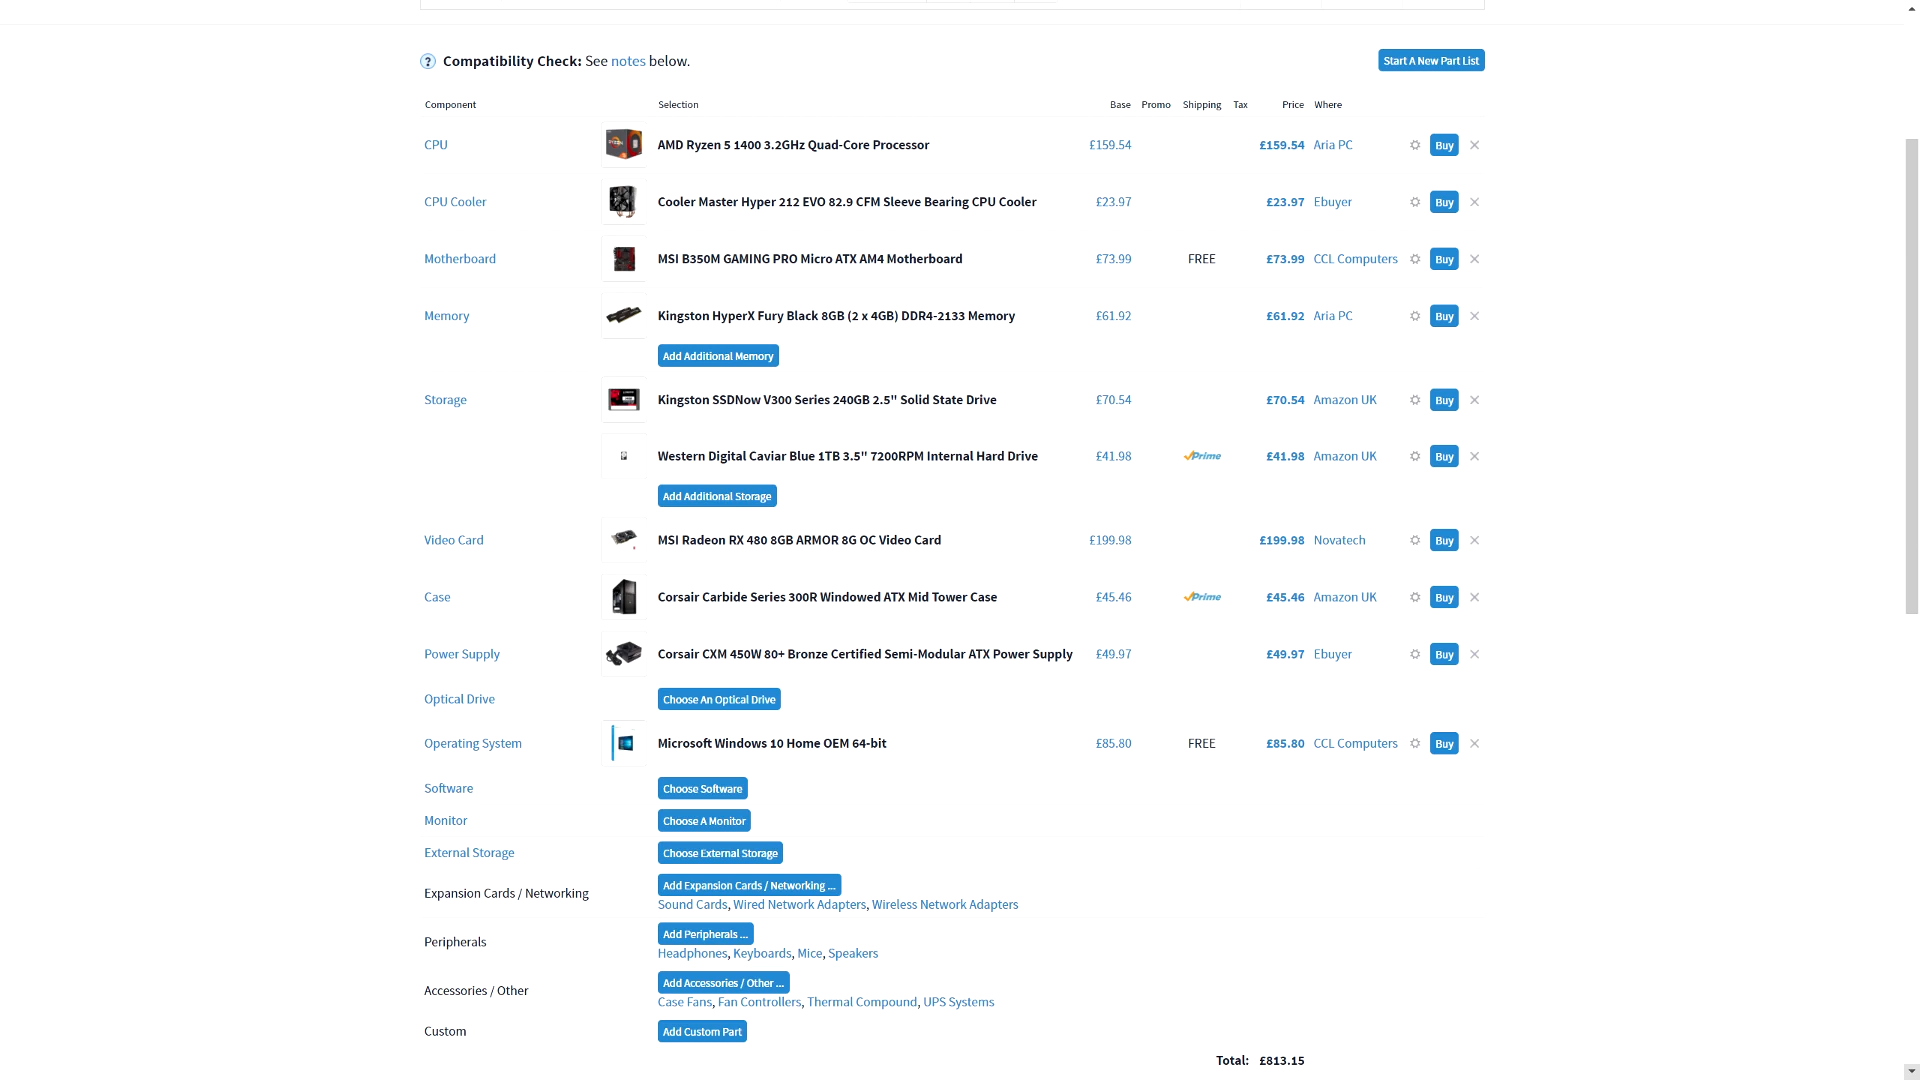 Compatibility Check: See notes below.
Start A New Part List
Component Selection Base Promo Shipping Tax Price Where
CPU AMD Ryzen 5 1400 3.2GHz Quad-Core Processor £159.54 £159.54 Aria PC Buy
CPU Cooler Cooler Master Hyper 212 EVO 82.9 CFM Sleeve Bearing CPU Cooler £23.97 £23.97 Ebuyer Buy
Motherboard MSI B350M GAMING PRO Micro ATX AM4 Motherboard £73.99 FREE £73.99 CCL Computers Buy
Memory Kingston HyperX Fury Black 8GB (2 x 4GB) DDR4-2133 Memory £61.92 £61.92 Aria PC Buy
Add Additional Memory
Storage Kingston SSDNow V300 Series 240GB 2.5" Solid State Drive £70.54 £70.54 Amazon UK Buy
Western Digital Caviar Blue 1TB 3.5" 7200RPM Internal Hard Drive £41.98 Prime £41.98 Amazon UK Buy
Add Additional Storage
Video Card MSI Radeon RX 480 8GB ARMOR 8G OC Video Card £199.98 £199.98 Novatech Buy
Case Corsair Carbide Series 300R Windowed ATX Mid Tower Case £45.46 Prime £45.46 Amazon UK Buy
Power Supply Corsair CXM 450W 80+ Bronze Certified Semi-Modular ATX Power Supply £49.97 £49.97 Ebuyer Buy
Optical Drive Choose An Optical Drive
Operating System Microsoft Windows 10 Home OEM 64-bit £85.80 FREE £85.80 CCL Computers Buy
Software Choose Software
Monitor Choose A Monitor
External Storage Choose External Storage
Expansion Cards / Networking Add Expansion Cards / Networking ...
Sound Cards, Wired Network Adapters, Wireless Network Adapters
Peripherals Add Peripherals ...
Headphones, Keyboards, Mice, Speakers
Accessories / Other Add Accessories / Other ...
Case Fans, Fan Controllers, Thermal Compound, UPS Systems
Custom Add Custom Part
Total: £813.15